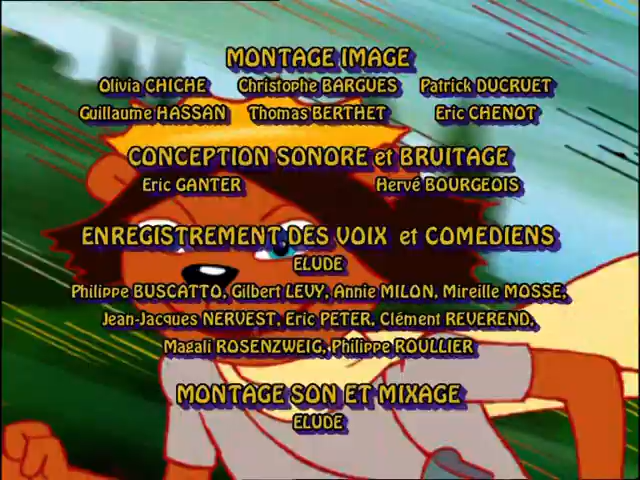 MONTAGE IMAGE
Olivia CHICHE Christophe BARGUES Patrick DUCRUET
Guillaume HASSAN Thomas BERTHET Eric CHENOT
CONCEPTION SONORE et BRUITAGE
Eric GANTER Hervé BOURGEOIS
ENREGISTREMENT DES VOIX et COMEDIENS
ELUDE
Philippe BUSCATTO, Gilbert LEVY, Annie MILON, Mireille MOSSE,
Jean-Jacques NERVEST, Eric PETER, Clément REVEREND,
Magali ROSENZWEIG, Philippe ROULLIER
MONTAGE SON ET MIXAGE
ELUDE